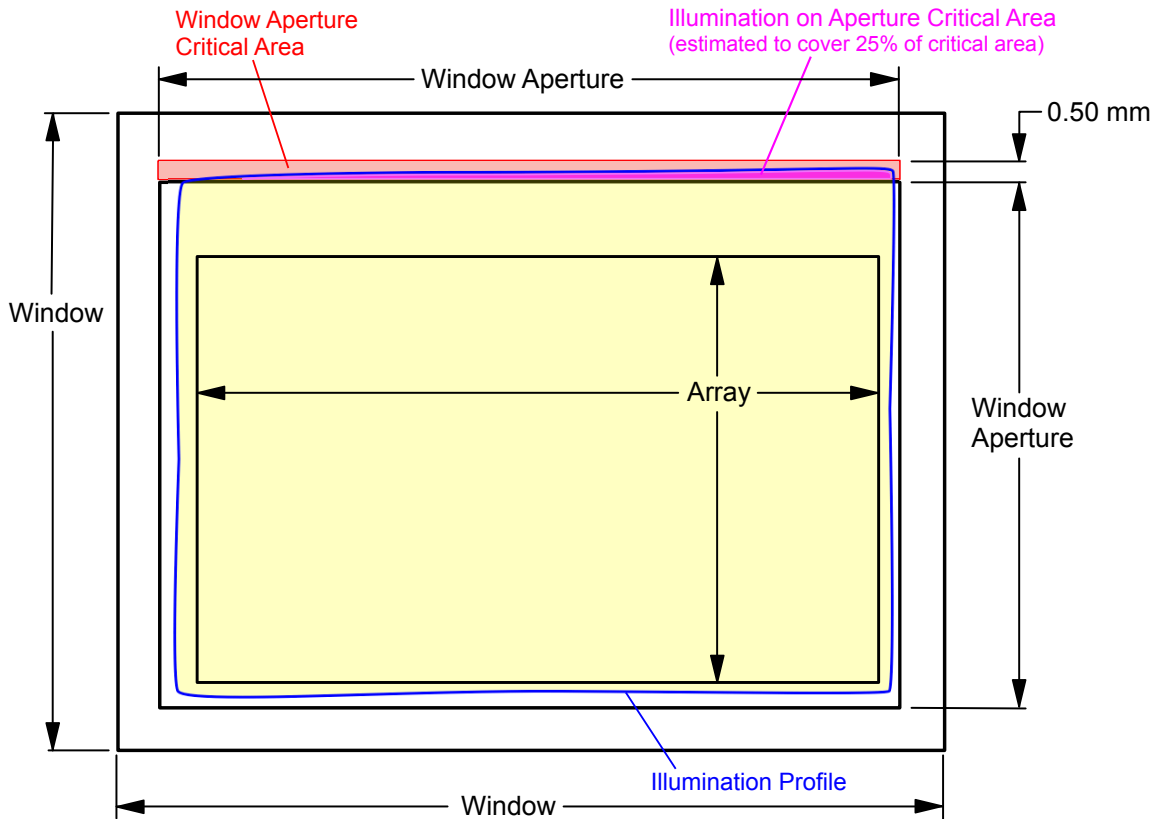 Window Aperture
Critical Area
Illumination on Aperture Critical Area
(estimated to cover 25% of critical area)
Window Aperture
0.50 mm
Window
Array
Window
Aperture
Illumination Profile
Window